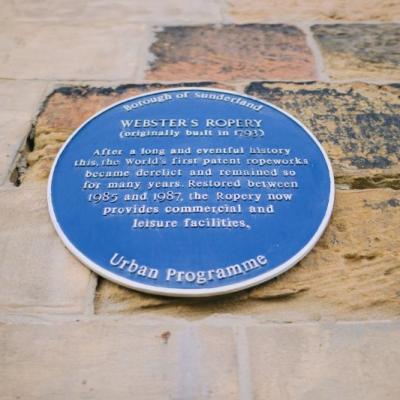 Borough of Sunderland
WEBSTER'S ROPERY
(originally built in 1793)
After a long and eventful history
this, the World's first patent ropeworks
became derelict and remained so
for many years. Restored between
1985 and 1987, the Ropery now
provides commercial and
leisure facilities.
Urban Programme